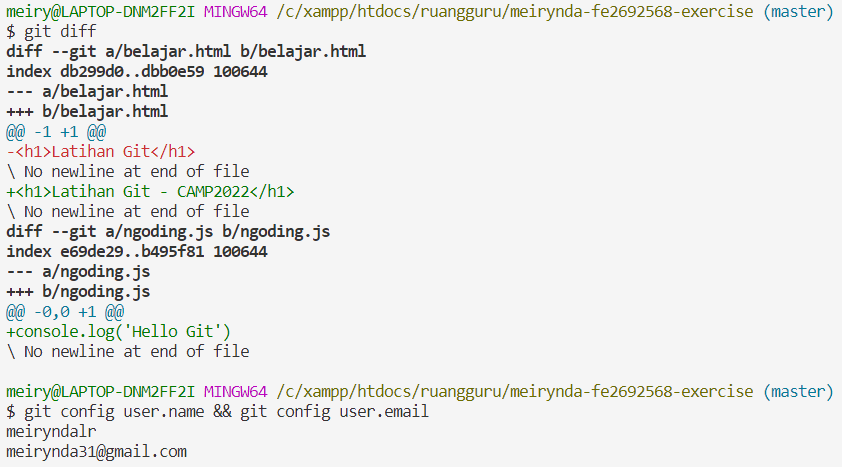 meiry@LAPTOP-DNM2FF2I MINGW64 /c/xampp/htdocs/ruangguru/meirynda-fe2692568-exercise (master)
$ git diff
diff --git a/belajar.html b/belajar.html
index db299d0..dbb0e59 100644
--- a/belajar.html
+++ b/belajar.html
@@ -1 +1 @@
-<h1>Latihan Git</h1>
\ No newline at end of file
+<h1>Latihan Git - CAMP2022</h1>
\ No newline at end of file
diff --git a/ngoding.js b/ngoding.js
index e69de29..b495f81 100644
--- a/ngoding.js
+++ b/ngoding.js
@@ -0,0 +1 @@
+console.log('Hello Git')
\ No newline at end of file
meiry@LAPTOP-DNM2FF2I MINGW64 /c/xampp/htdocs/ruangguru/meirynda-fe2692568-exercise (master)
$ git config user.name && git config user.email
meiryndalr
meirynda31@gmail.com